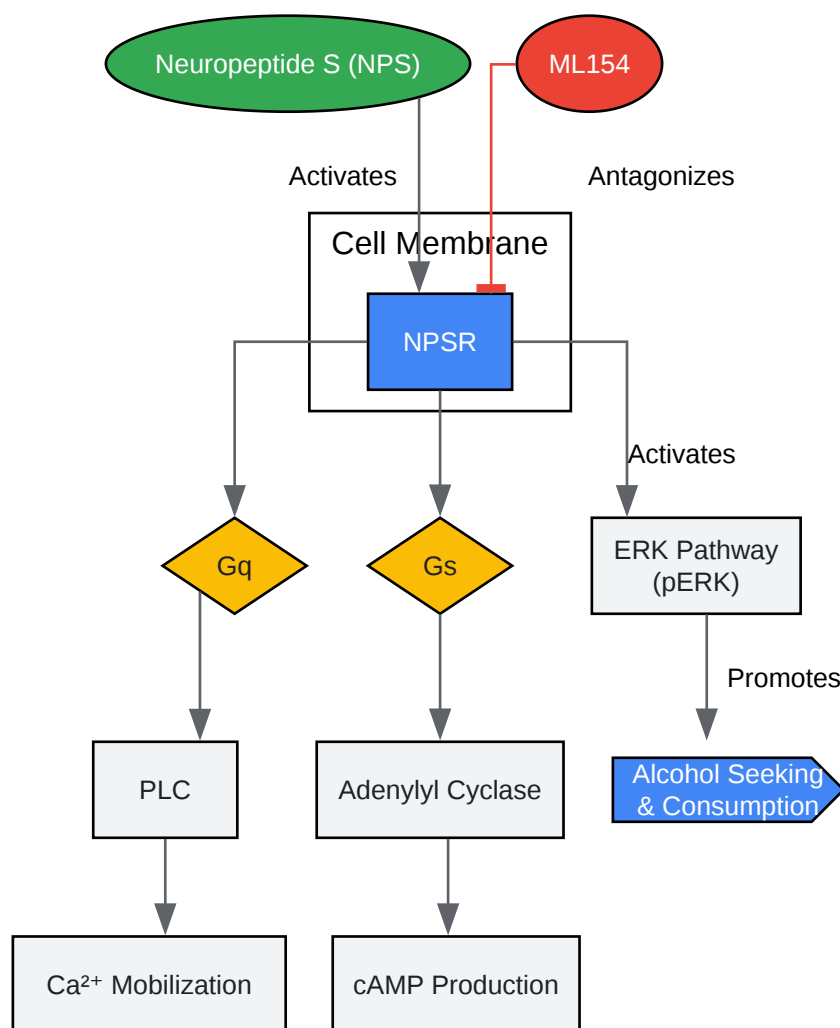 Neuropeptide S (NPS)
ML154
Activates
Antagonizes
Cell Membrane
NPSR
Activates
Gq
Gs
ERK Pathway
(pERK)
Promotes
PLC
Adenylyl Cyclase
Alcohol Seeking
& Consumption
Ca²⁺ Mobilization
cAMP Production